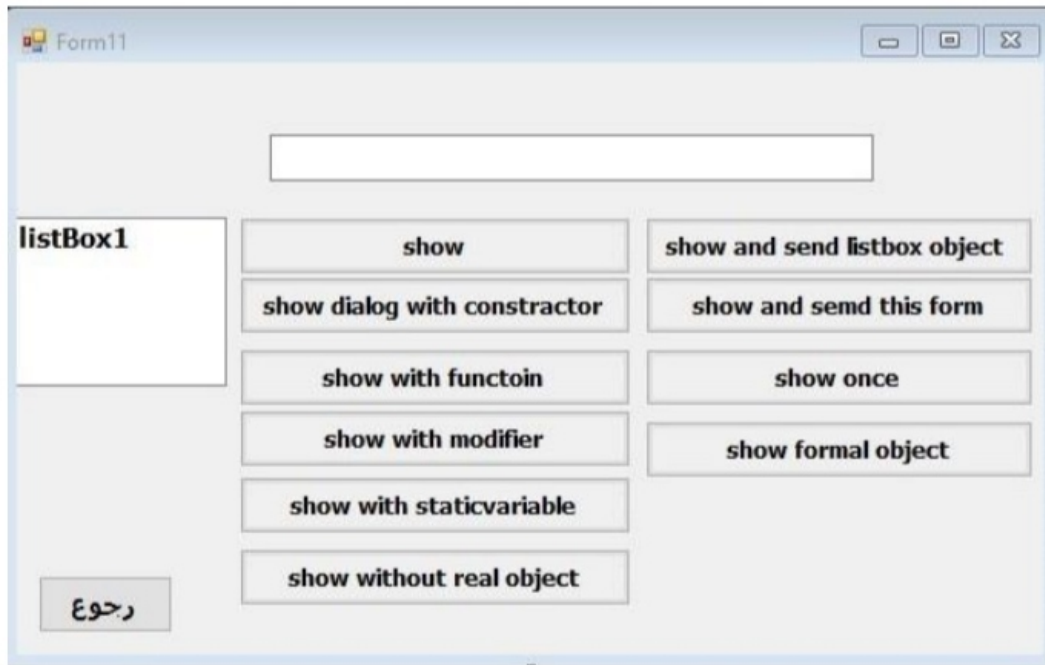 Form11
listBox1
show
show and send listbox object
show dialog with constractor
show and semd this form
show with functoin
show once
show with modifier
show formal object
show with staticvariable
show without real object
رجوع